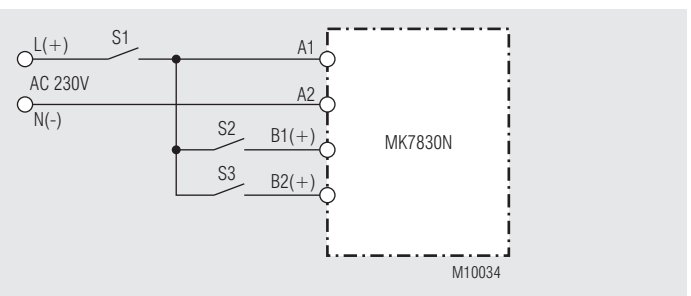 L(+)
S1
A1
AC 230V
A2
N(-)
S2
B1(+)
MK7830N
S3
B2(+)
M10034